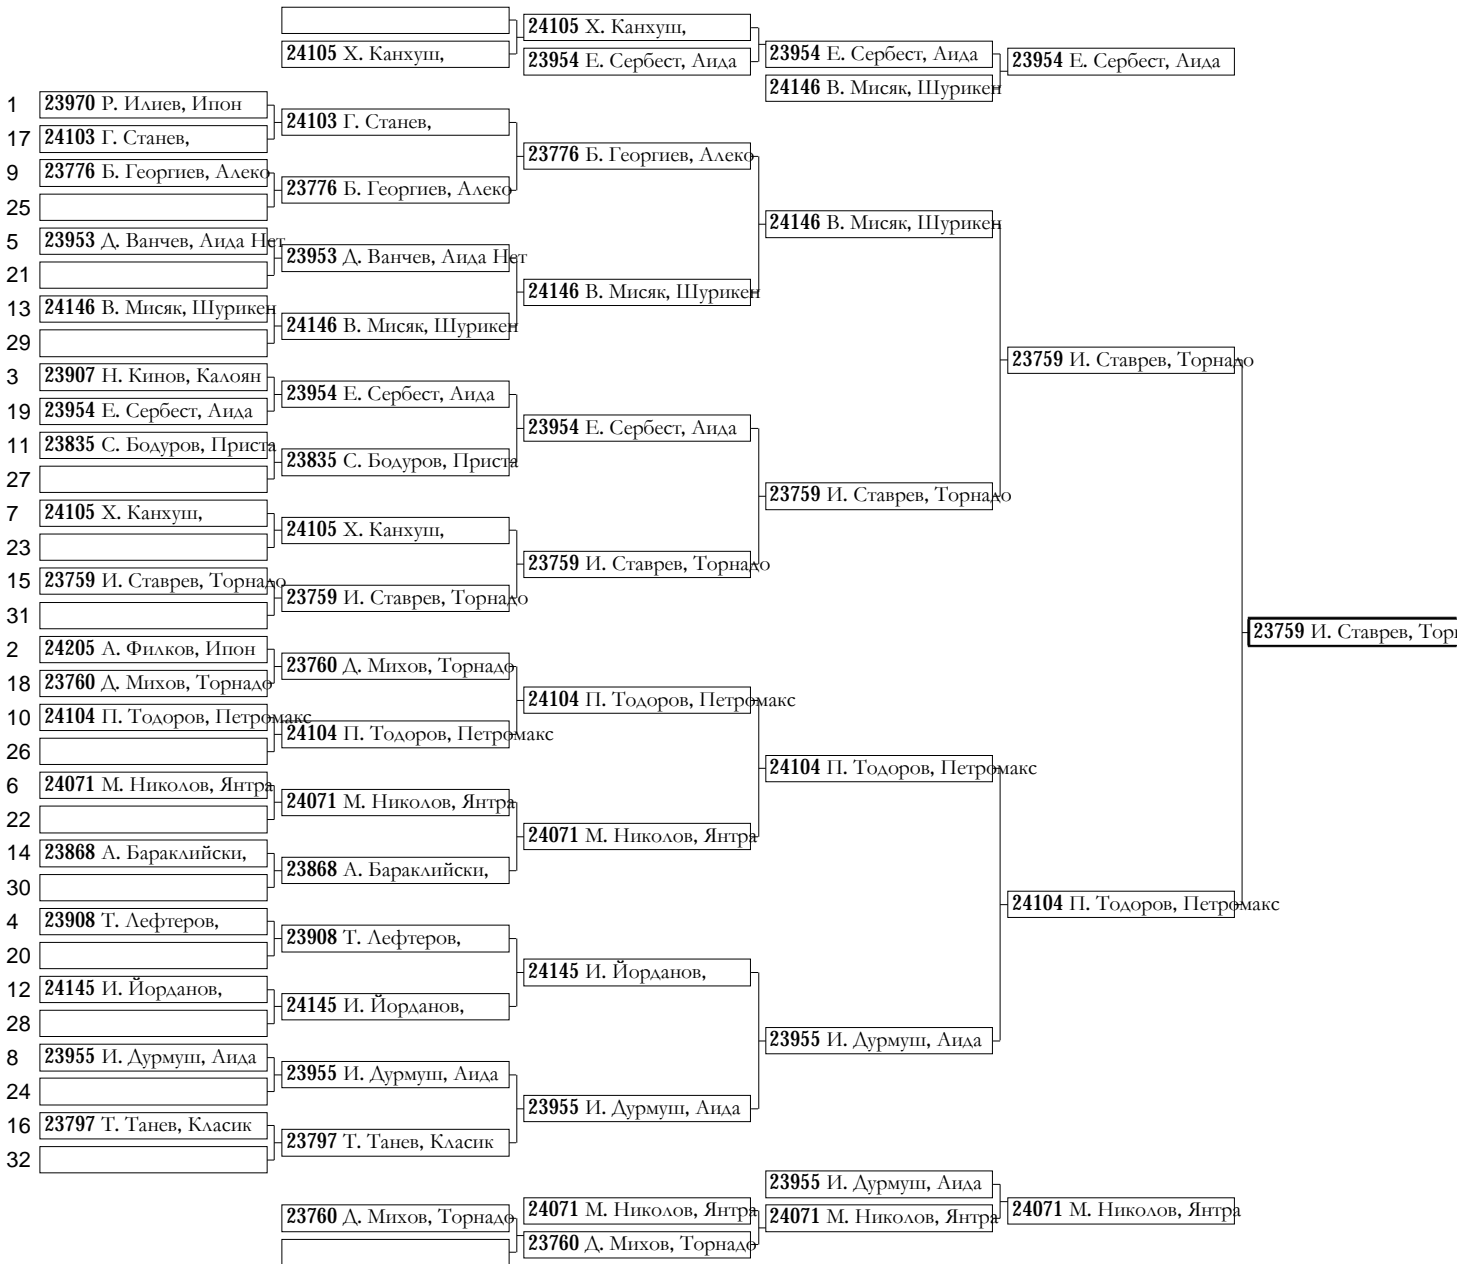 24105 Х. Канхуш,
24105 Х. Канхуш,
23954 Е. Сербест, Аида
23954 Е. Сербест, Аида
24146 В. Мисяк, Шурикен
23954 Е. Сербест, Аида
1 23970 Р. Илиев, Ипон
17 24103 Г. Станев,
9 23776 Б. Георгиев, Алеко
25
5 23953 Д. Ванчев, Аида Нет
21
13 24146 В. Мисяк, Шурикен
29
3 23907 Н. Кинов, Калоян
19 23954 Е. Сербест, Аида
11 23835 С. Бодуров, Приста
27
7 24105 Х. Канхуш,
23
15 23759 И. Ставрев, Торнадо
31
2 24205 А. Филков, Ипон
18 23760 Д. Михов, Торнадо
10 24104 П. Тодоров, Петромакс
26
6 24071 М. Николов, Янтра
22
14 23868 А. Бараклийски,
30
4 23908 Т. Лефтеров,
20
12 24145 И. Йорданов,
28
8 23955 И. Дурмуш, Аида
24
16 23797 Т. Танев, Класик
32
24103 Г. Станев,
23776 Б. Георгиев, Алеко
23953 Д. Ванчев, Аида Нет
24146 В. Мисяк, Шурикен
23954 Е. Сербест, Аида
23835 С. Бодуров, Приста
24105 Х. Канхуш,
23759 И. Ставрев, Торнадо
23760 Д. Михов, Торнадо
24104 П. Тодоров, Петромакс
24071 М. Николов, Янтра
23868 А. Бараклийски,
23908 Т. Лефтеров,
24145 И. Йорданов,
23955 И. Дурмуш, Аида
23797 Т. Танев, Класик
23776 Б. Георгиев, Алеко
24146 В. Мисяк, Шурикен
23954 Е. Сербест, Аида
23759 И. Ставрев, Торнадо
24104 П. Тодоров, Петромакс
24071 М. Николов, Янтра
24145 И. Йорданов,
23955 И. Дурмуш, Аида
24146 В. Мисяк, Шурикен
23759 И. Ставрев, Торнадо
24104 П. Тодоров, Петромакс
23955 И. Дурмуш, Аида
23759 И. Ставрев, Торнадо
24104 П. Тодоров, Петромакс
23759 И. Ставрев,
23760 Д. Михов, Торнадо
24071 М. Николов, Янтра
23760 Д. Михов, Торнадо
23955 И. Дурмуш, Аида
24071 М. Николов, Янтра
24071 М. Николов, Янтра